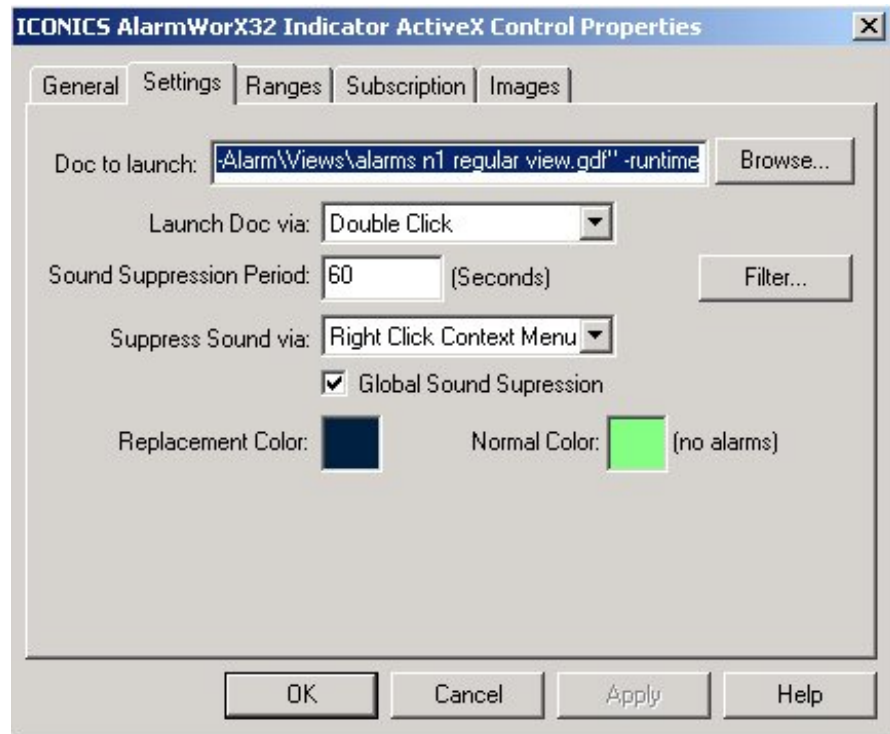 ICONICS AlarmWorX32 Indicator ActiveX Control Properties
General Settings Ranges Subscription Images
Doc to launch: -Alarm\Views\alarms n1 regular view.gdf" -runtime Browse...
Launch Doc via: Double Click
Sound Suppression Period: 60 (Seconds) Filter...
Suppress Sound via: Right Click Context Menu
Global Sound Supression
Replacement Color: Normal Color: (no alarms)
OK Cancel Apply Help